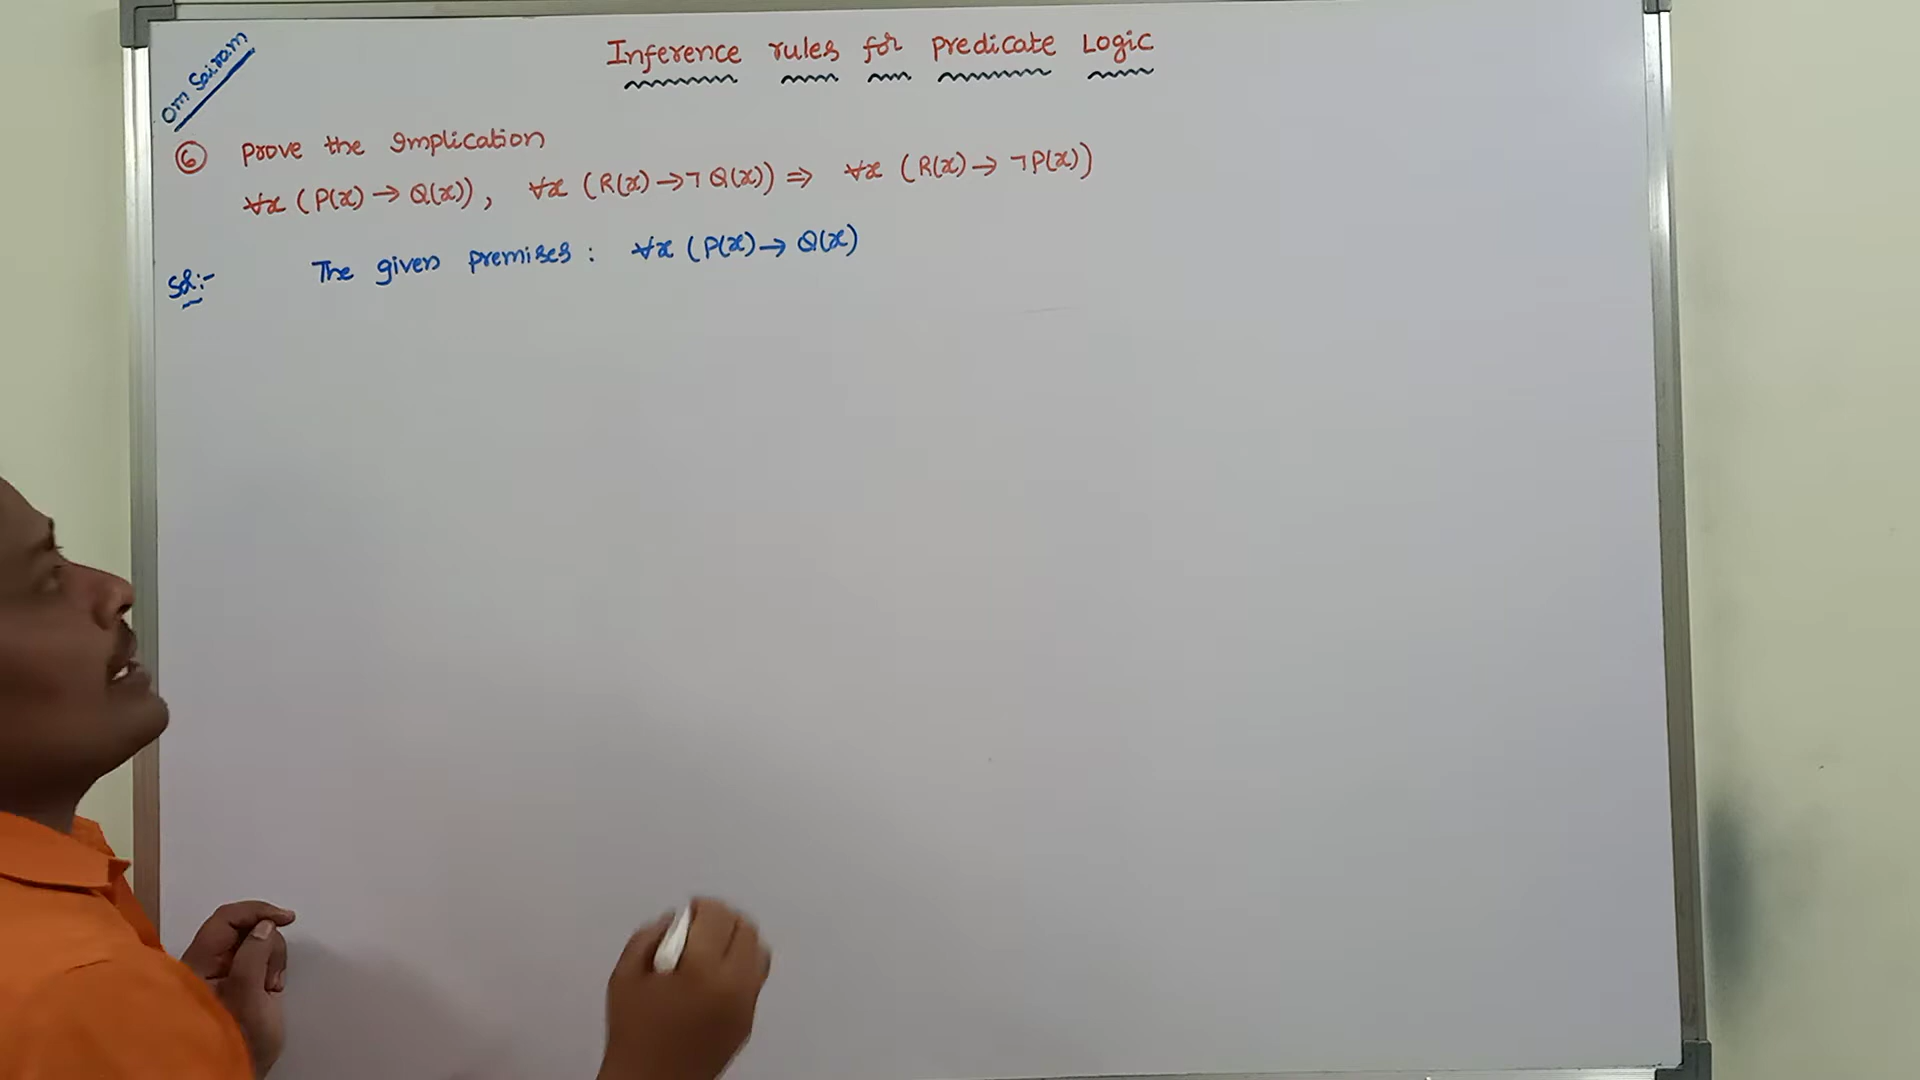 Om Sairam
Inference rules for predicate Logic
⑥ Prove the Implication
∀x (P(x) → Q(x)), ∀x (R(x) → ¬ Q(x)) ⇒ ∀x (R(x) → ¬P(x))
Sol:- The given premises : ∀x (P(x) → Q(x)